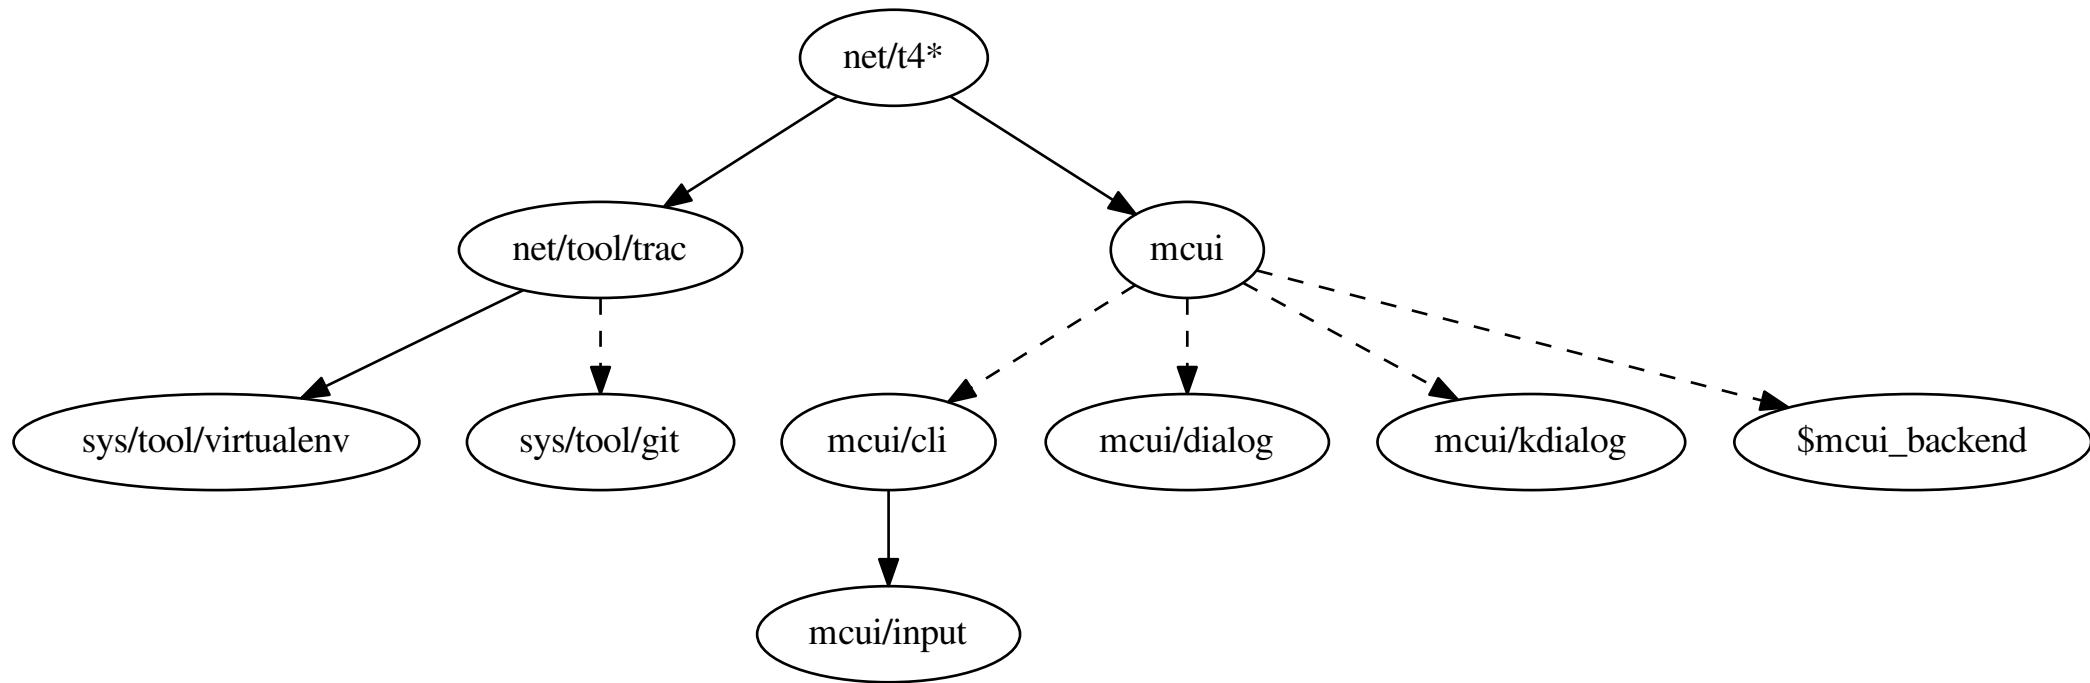 net/t4*
net/tool/trac
mcui
sys/tool/virtualenv
sys/tool/git
mcui/cli
mcui/dialog
mcui/kdialog
$mcui_backend
mcui/input